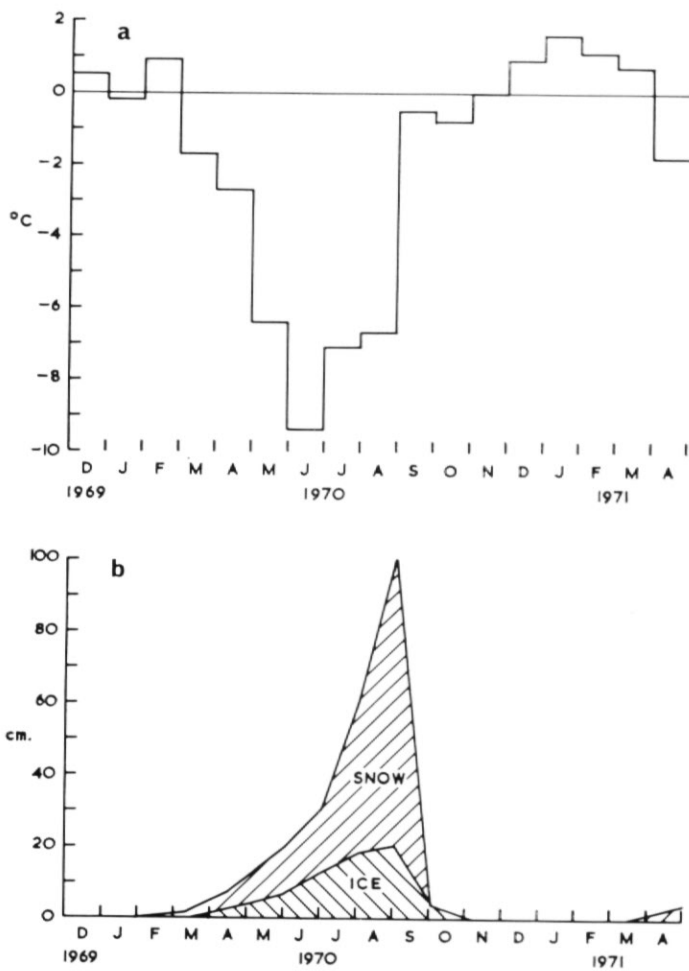 a
2
0
−2
°C
−4
−6
−8
−10
D J F M A M J J A S O N D J F M A
1969 1970 1971
b
100
80
60
cm.
40
SNOW
20
ICE
0
D J F M A M J J A S O N D J F M A
1969 1970 1971